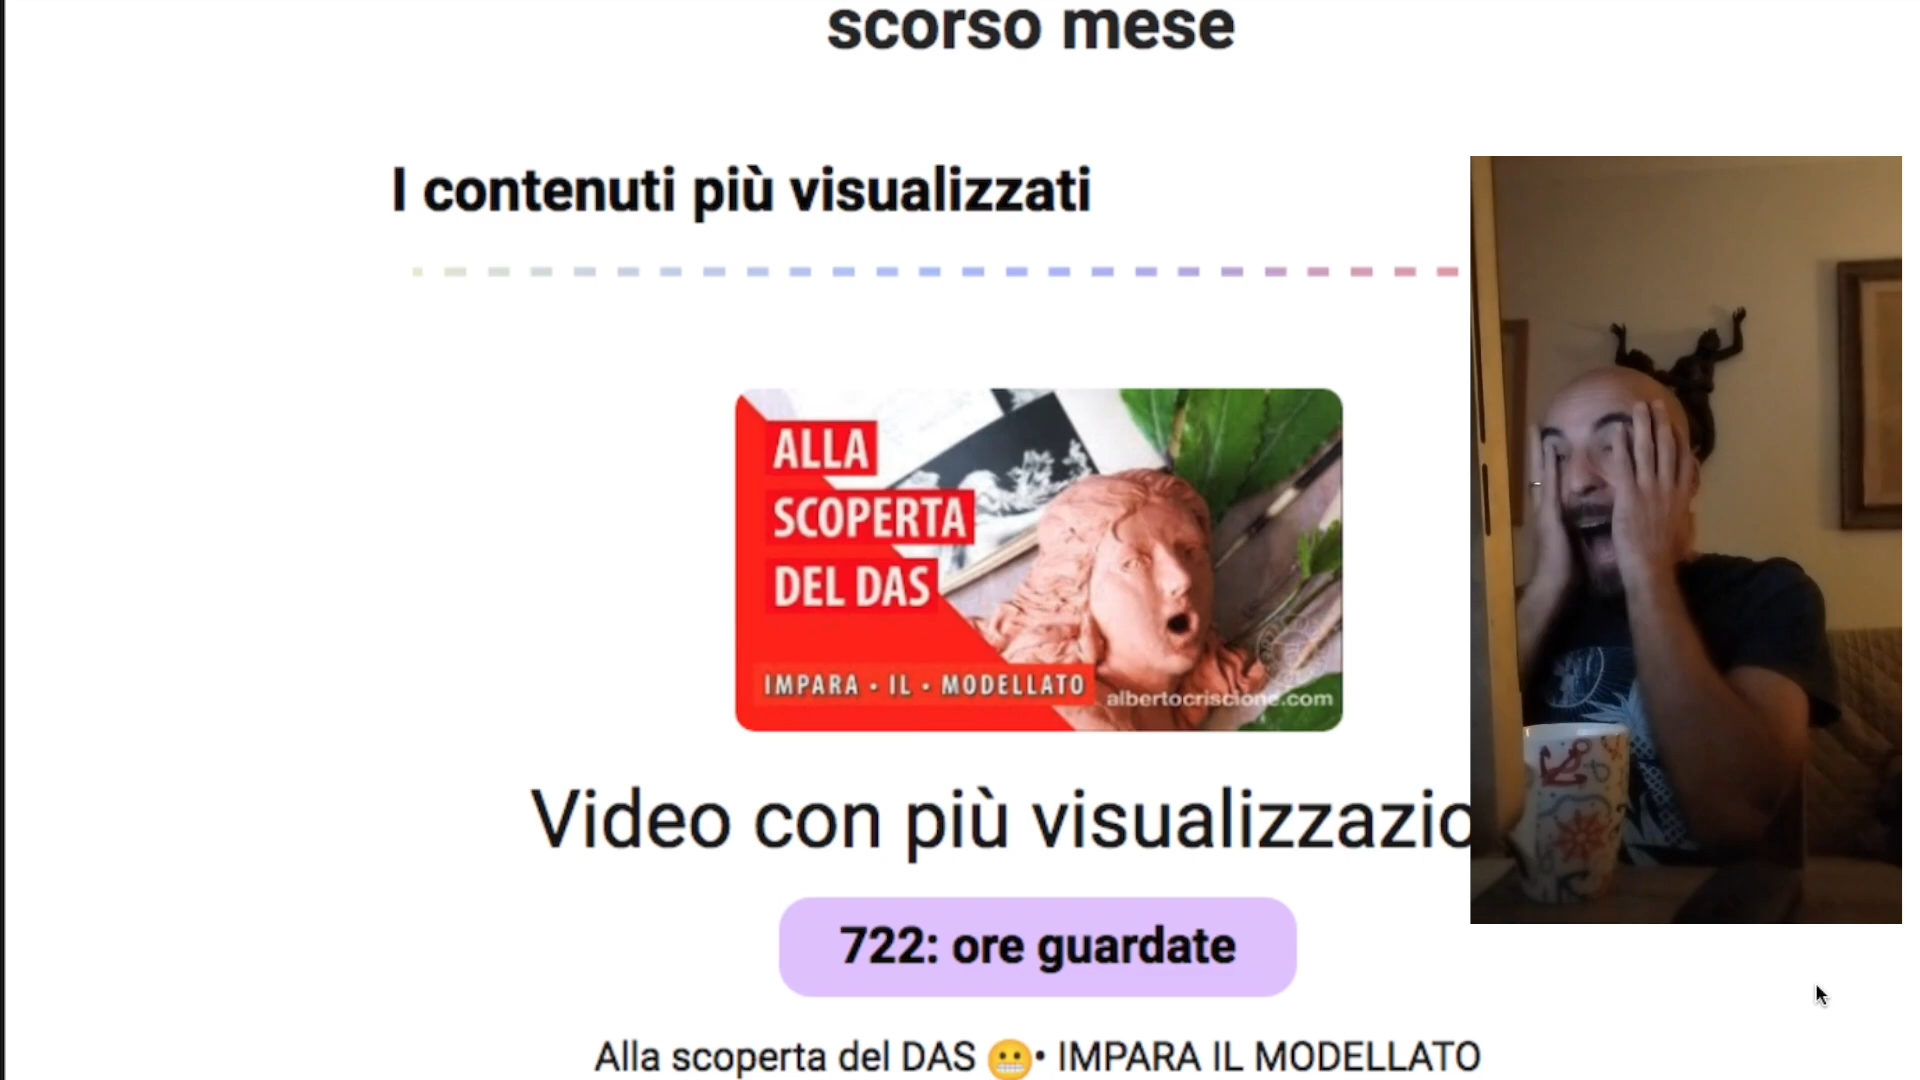 scorso mese
I contenuti più visualizzati
ALLA
SCOPERTA
DEL DAS
IMPARA • IL • MODELLATO
albertocriscione.com
Video con più visualizzazio
722: ore guardate
Alla scoperta del DAS 😬• IMPARA IL MODELLATO